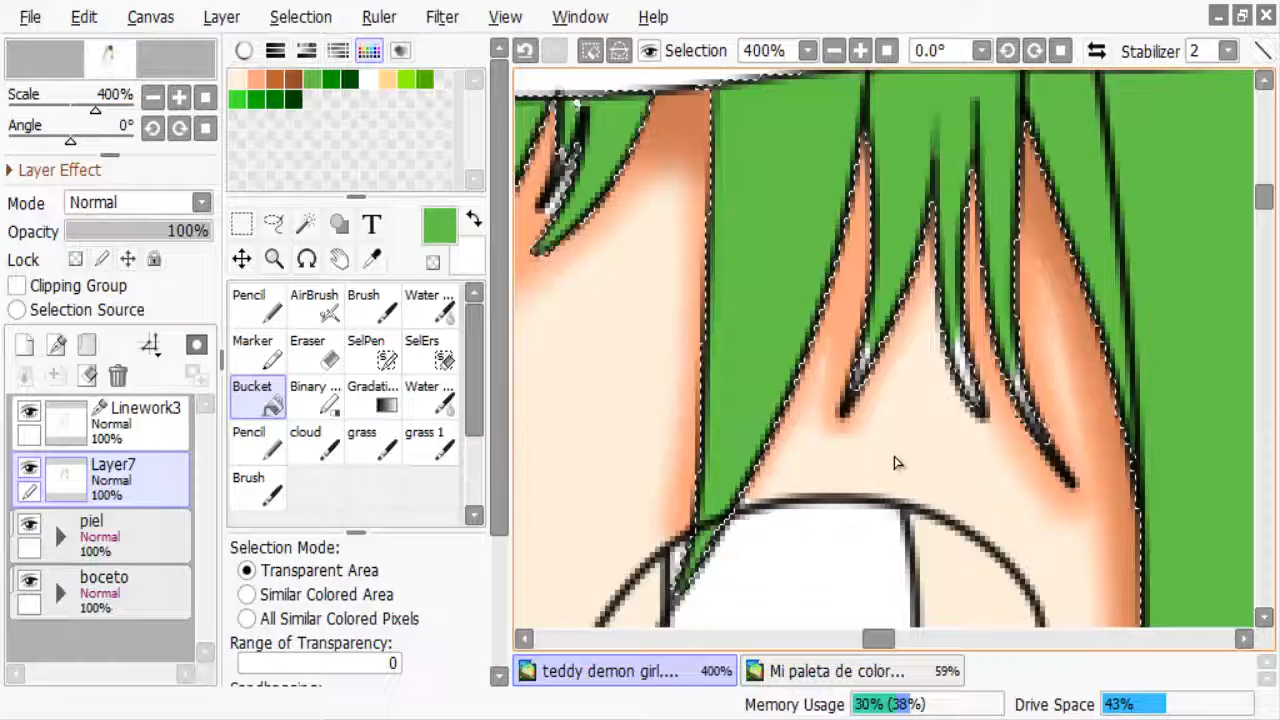 File Edit Canvas Layer Selection Ruler Filter View Window Help
Selection 400% 0.0° Stabilizer 2
Scale 400%
Angle 0°
Layer Effect
Mode Normal
Opacity 100%
Lock
Clipping Group
Selection Source
Linework3
Normal
100%
Layer7
Normal
100%
piel
Normal
100%
boceto
Normal
100%
T
Pencil AirBrush Brush Water ...
Marker Eraser SelPen SelErs
Bucket Binary ... Gradati... Water ...
Pencil cloud grass grass 1
Brush
Selection Mode:
Transparent Area
Similar Colored Area
All Similar Colored Pixels
Range of Transparency:
0
teddy demon girl.... 400% Mi paleta de color... 59%
Memory Usage 30% (38%) Drive Space 43%